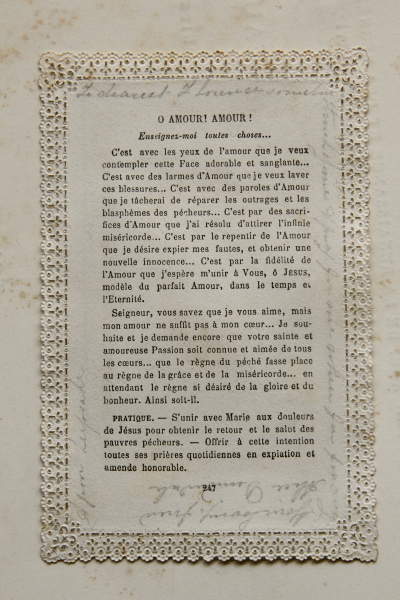 To dearest Florence
O AMOUR! AMOUR!
Enseignez-moi toutes choses...
C'est avec les yeux de l'amour que je veux
contempler cette Face adorable et sanglante...
C'est avec des larmes d'Amour que je veux laver
ces blessures... C'est avec des paroles d'Amour
que je tâcherai de réparer les outrages et les
blasphèmes des pécheurs... C'est par des sacri-
fices d'Amour que j'ai résolu d'attirer l'infinie
miséricorde... C'est par le repentir de l'Amour
que je désire expier mes fautes, et obtenir une
nouvelle innocence... C'est par la fidélité de
l'Amour que j'espère m'unir à Vous, ô JÉSUS,
modèle du parfait Amour, dans le temps et
l'Eternité.
Seigneur, vous savez que je vous aime, mais
mon amour ne suffit pas à mon cœur... Je sou-
haite et je demande encore que votre sainte et
amoureuse Passion soit connue et aimée de tous
les cœurs... que le règne du péché fasse place
au règne de la grâce et de la miséricorde... en
attendant le règne si désiré de la gloire et du
bonheur. Ainsi soit-il.
PRATIQUE. — S'unir avec Marie aux douleurs
de Jésus pour obtenir le retour et le salut des
pauvres pécheurs. — Offrir à cette intention
toutes ses prières quotidiennes en expiation et
amende honorable.
247